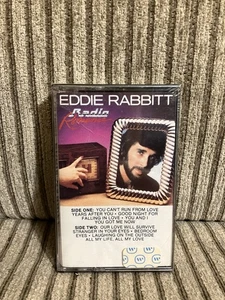 EDDIE RABBITT
Radio
SIDE ONE: YOU CAN'T RUN FROM LOVE
YEARS AFTER YOU • GOOD NIGHT FOR
FALLING IN LOVE • YOU AND I
YOU GOT ME NOW
SIDE TWO: OUR LOVE WILL SURVIVE
STRANGER IN YOUR EYES • BEDROOM
EYES • LAUGHING ON THE OUTSIDE
ALL MY LIFE, ALL MY LOVE